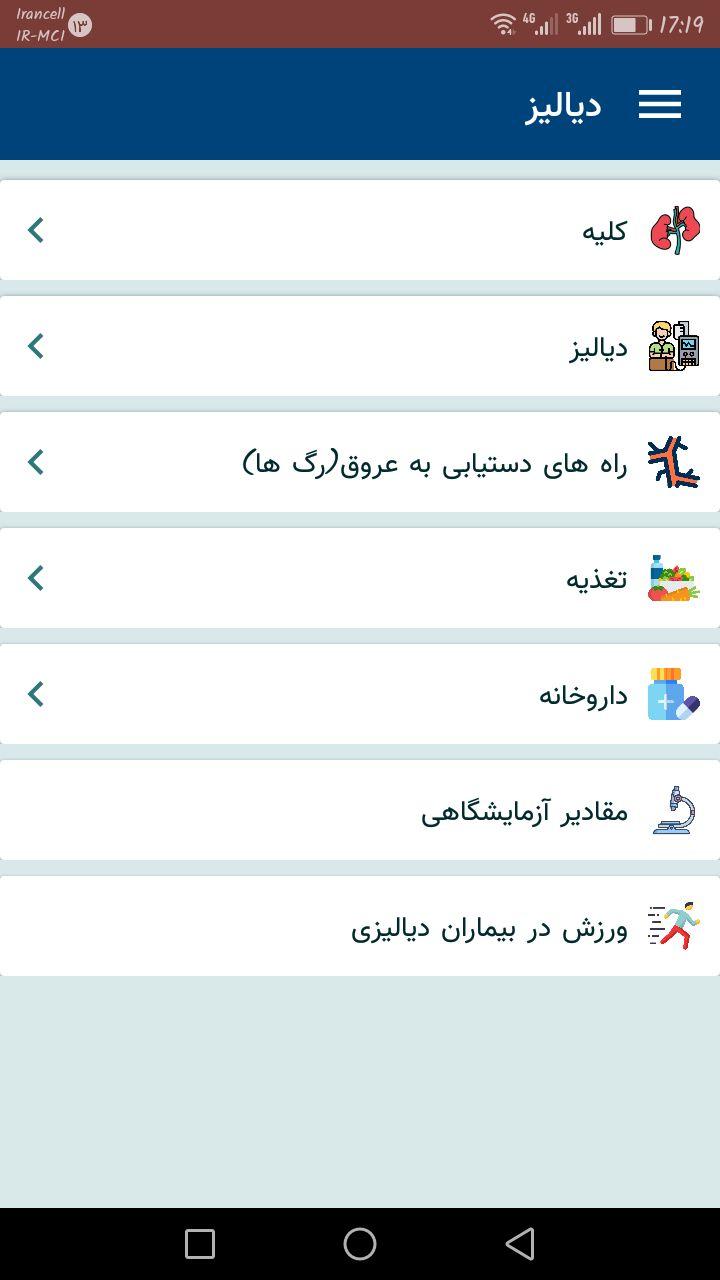 Irancell
IR-MCI
۱۳
4G
3G
17:19
دیالیز
کلیه
دیالیز
راه های دستیابی به عروق(رگ ها)
تغذیه
داروخانه
مقادیر آزمایشگاهی
ورزش در بیماران دیالیزی